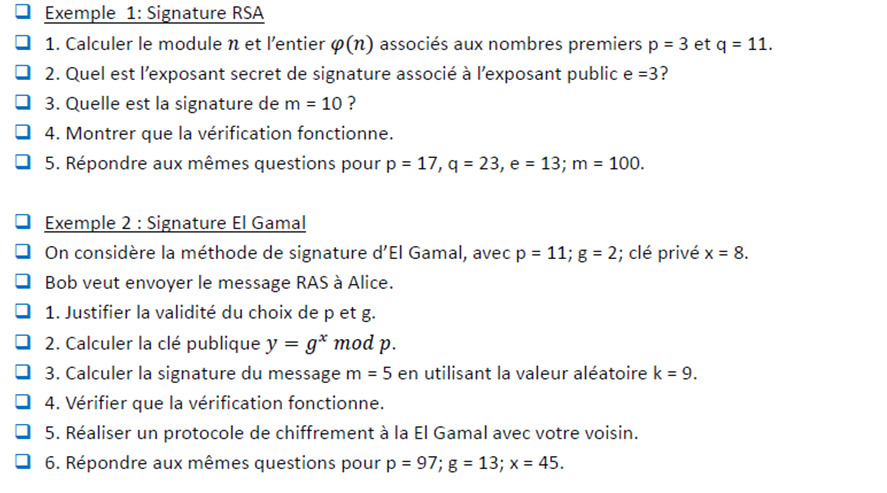 Exemple 1: Signature RSA
1. Calculer le module n et l'entier φ(n) associés aux nombres premiers p = 3 et q = 11.
2. Quel est l'exposant secret de signature associé à l'exposant public e =3?
3. Quelle est la signature de m = 10 ?
4. Montrer que la vérification fonctionne.
5. Répondre aux mêmes questions pour p = 17, q = 23, e = 13; m = 100.
Exemple 2 : Signature El Gamal
On considère la méthode de signature d'El Gamal, avec p = 11; g = 2; clé privé x = 8.
Bob veut envoyer le message RAS à Alice.
1. Justifier la validité du choix de p et g.
2. Calculer la clé publique y = gˣ mod p.
3. Calculer la signature du message m = 5 en utilisant la valeur aléatoire k = 9.
4. Vérifier que la vérification fonctionne.
5. Réaliser un protocole de chiffrement à la El Gamal avec votre voisin.
6. Répondre aux mêmes questions pour p = 97; g = 13; x = 45.